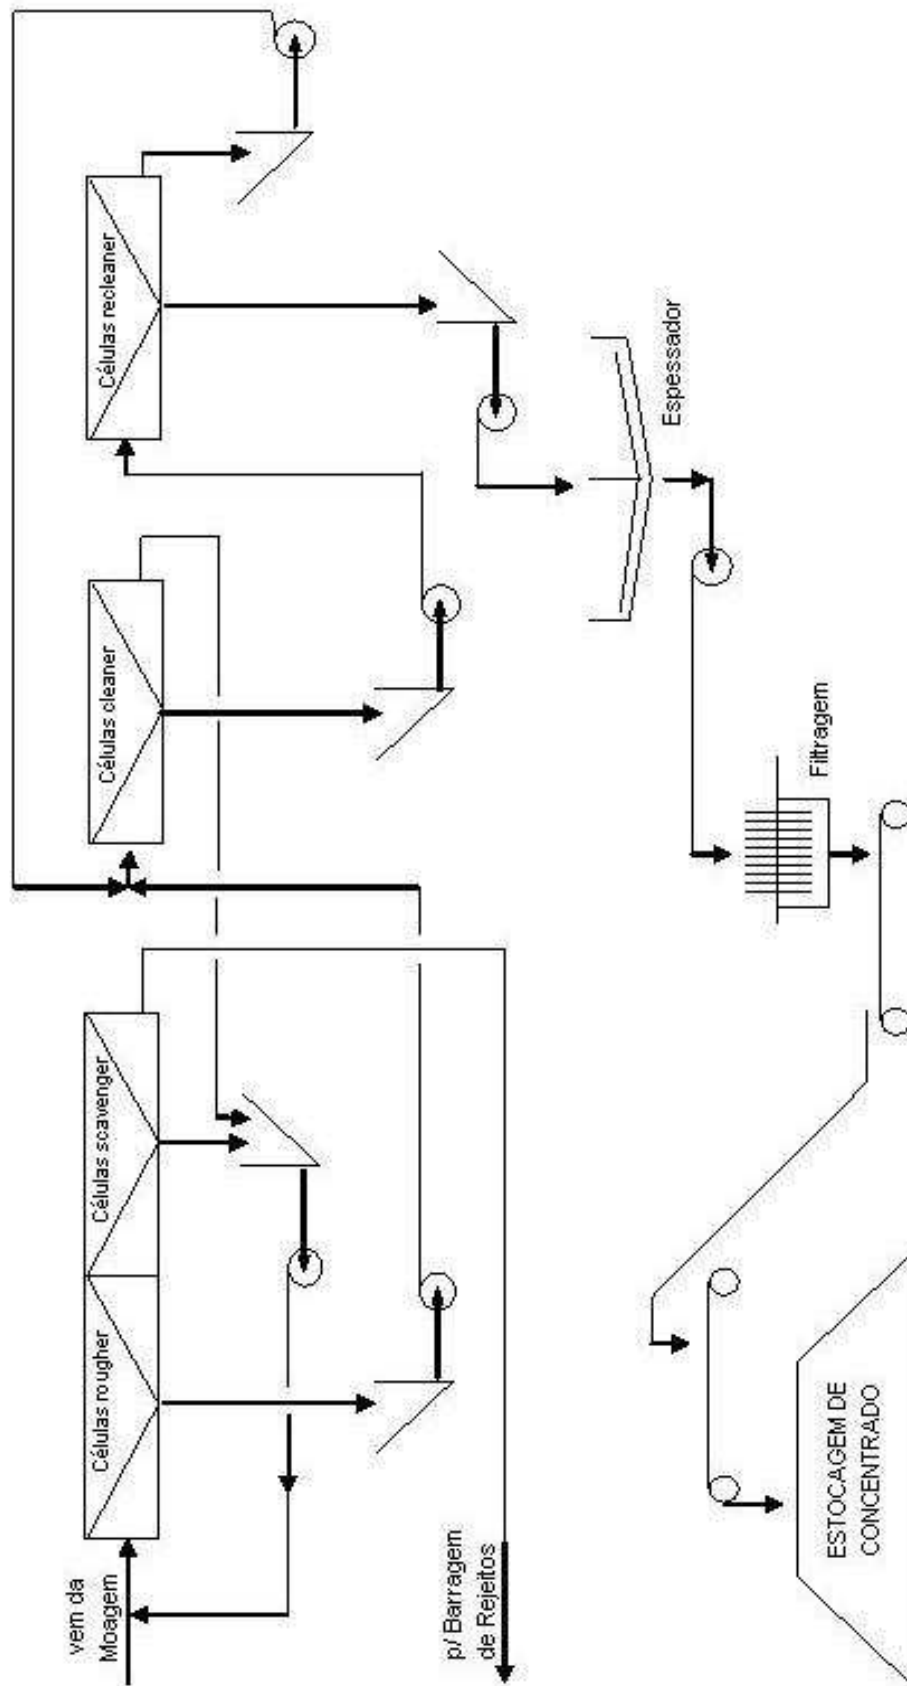 vem da
Moagem
Células rougher
Células scavenger
Células cleaner
Células recleaner
p/ Barragem
de Rejeitos
Espessador
Filtragem
ESTOCAGEM DE
CONCENTRADO